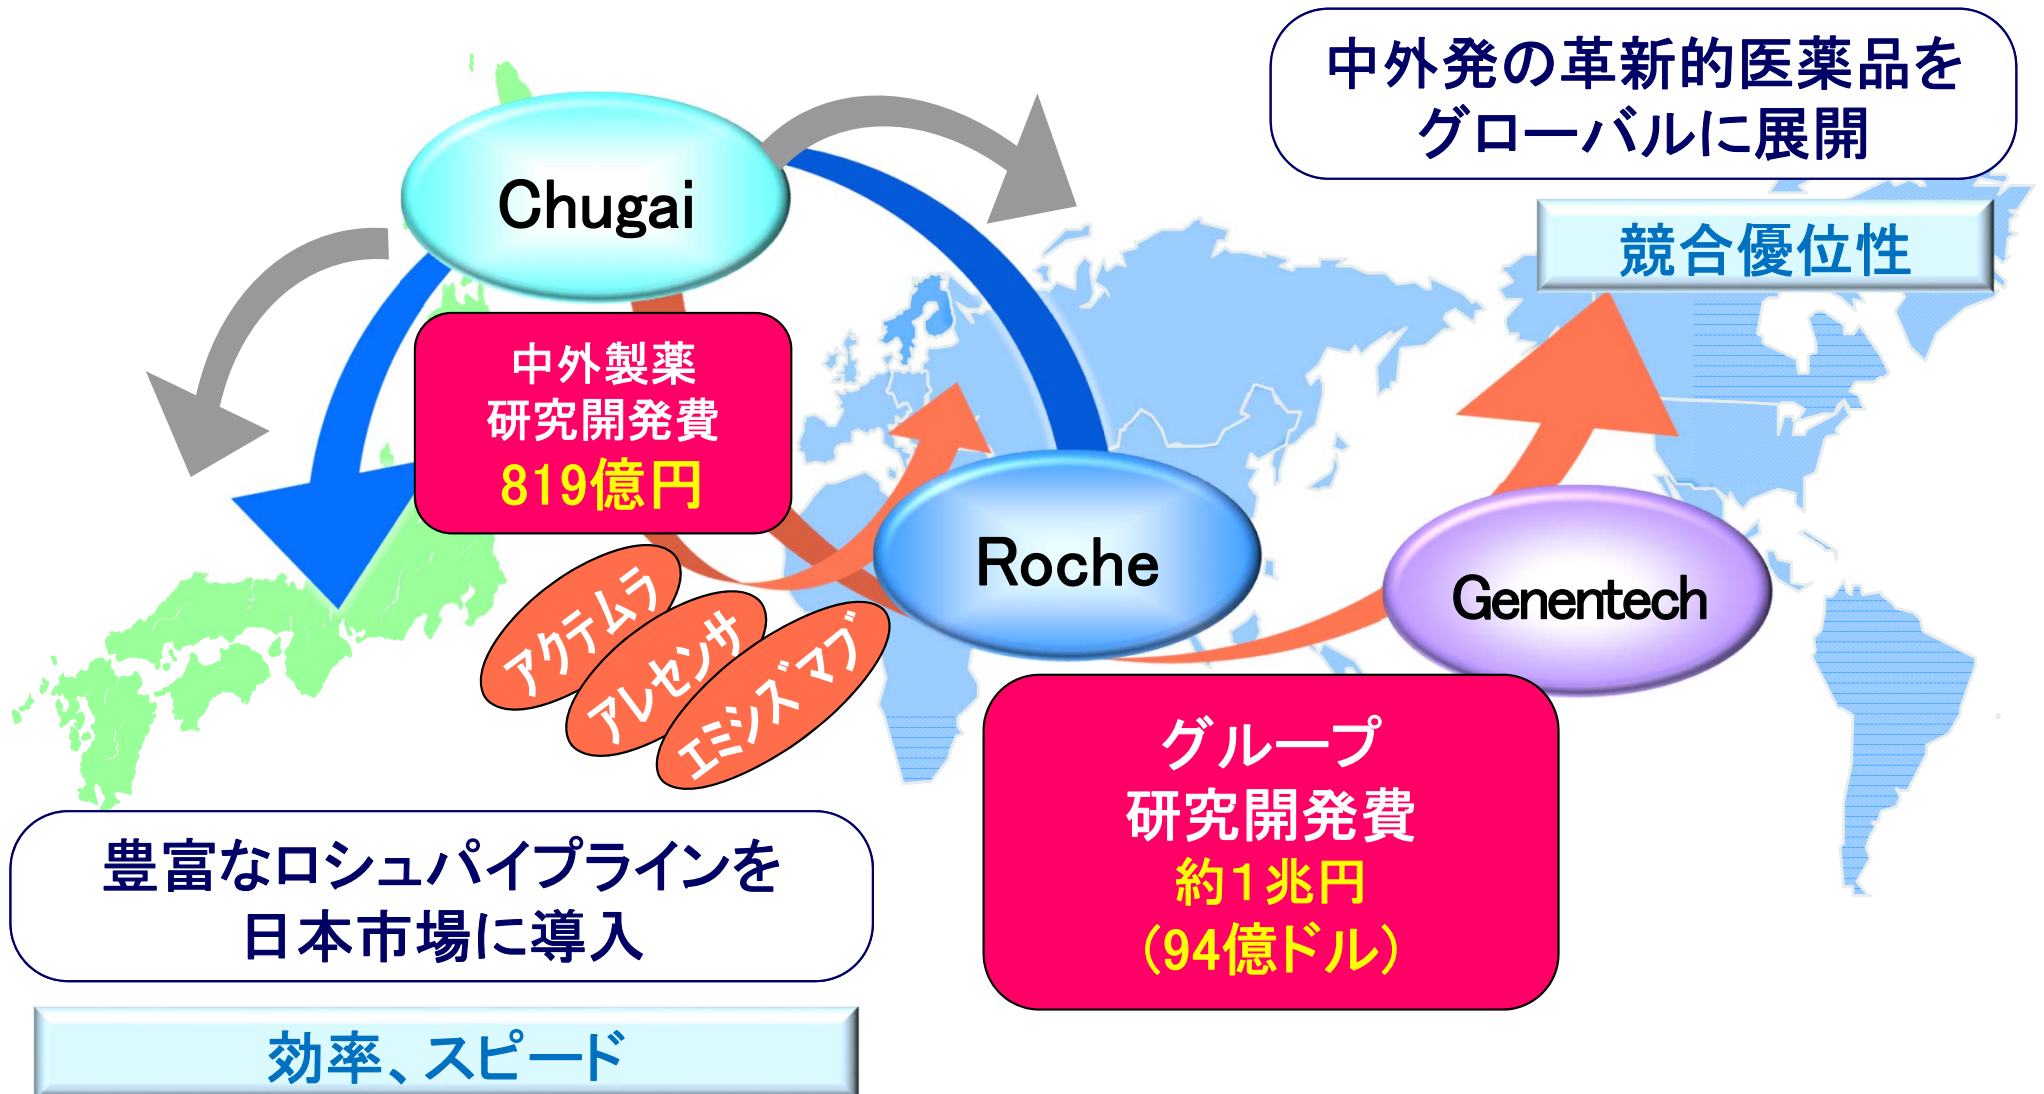 中外発の革新的医薬品を
グローバルに展開
競合優位性
Chugai
中外製薬
研究開発費
819億円
Roche
Genentech
アクテムラ
アレセンサ
エミシズマブ
グループ
研究開発費
約1兆円
(94億ドル)
豊富なロシュパイプラインを
日本市場に導入
効率、スピード